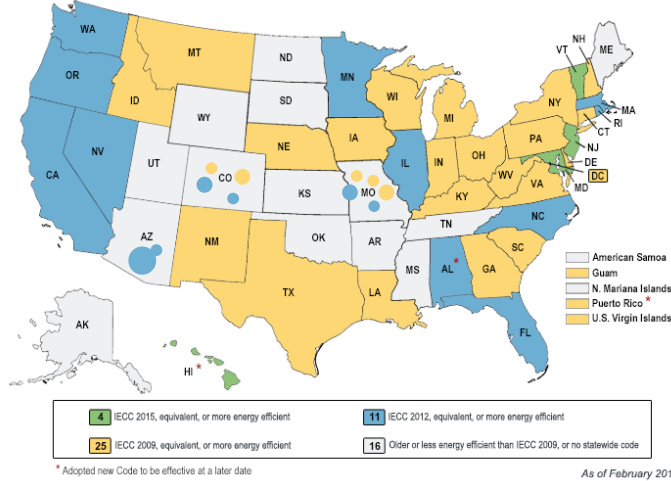 WA
OR
CA
NV
ID
MT
WY
UT
AZ
CO
NM
ND
SD
NE
KS
OK
TX
MN
IA
MO
AR
LA
WI
IL
MS
MI
IN
KY
TN
AL *
OH
WV
VA
NC
SC
GA
FL
PA
NY
VT
NH
ME
MA
RI
CT
NJ
DE
DC
MD
AK
HI *
American Samoa
Guam
N. Mariana Islands
Puerto Rico *
U.S. Virgin Islands
4 IECC 2015, equivalent, or more energy efficient
11 IECC 2012, equivalent, or more energy efficient
25 IECC 2009, equivalent, or more energy efficient
16 Older or less energy efficient than IECC 2009, or no statewide code
* Adopted new Code to be effective at a later date
As of February 201